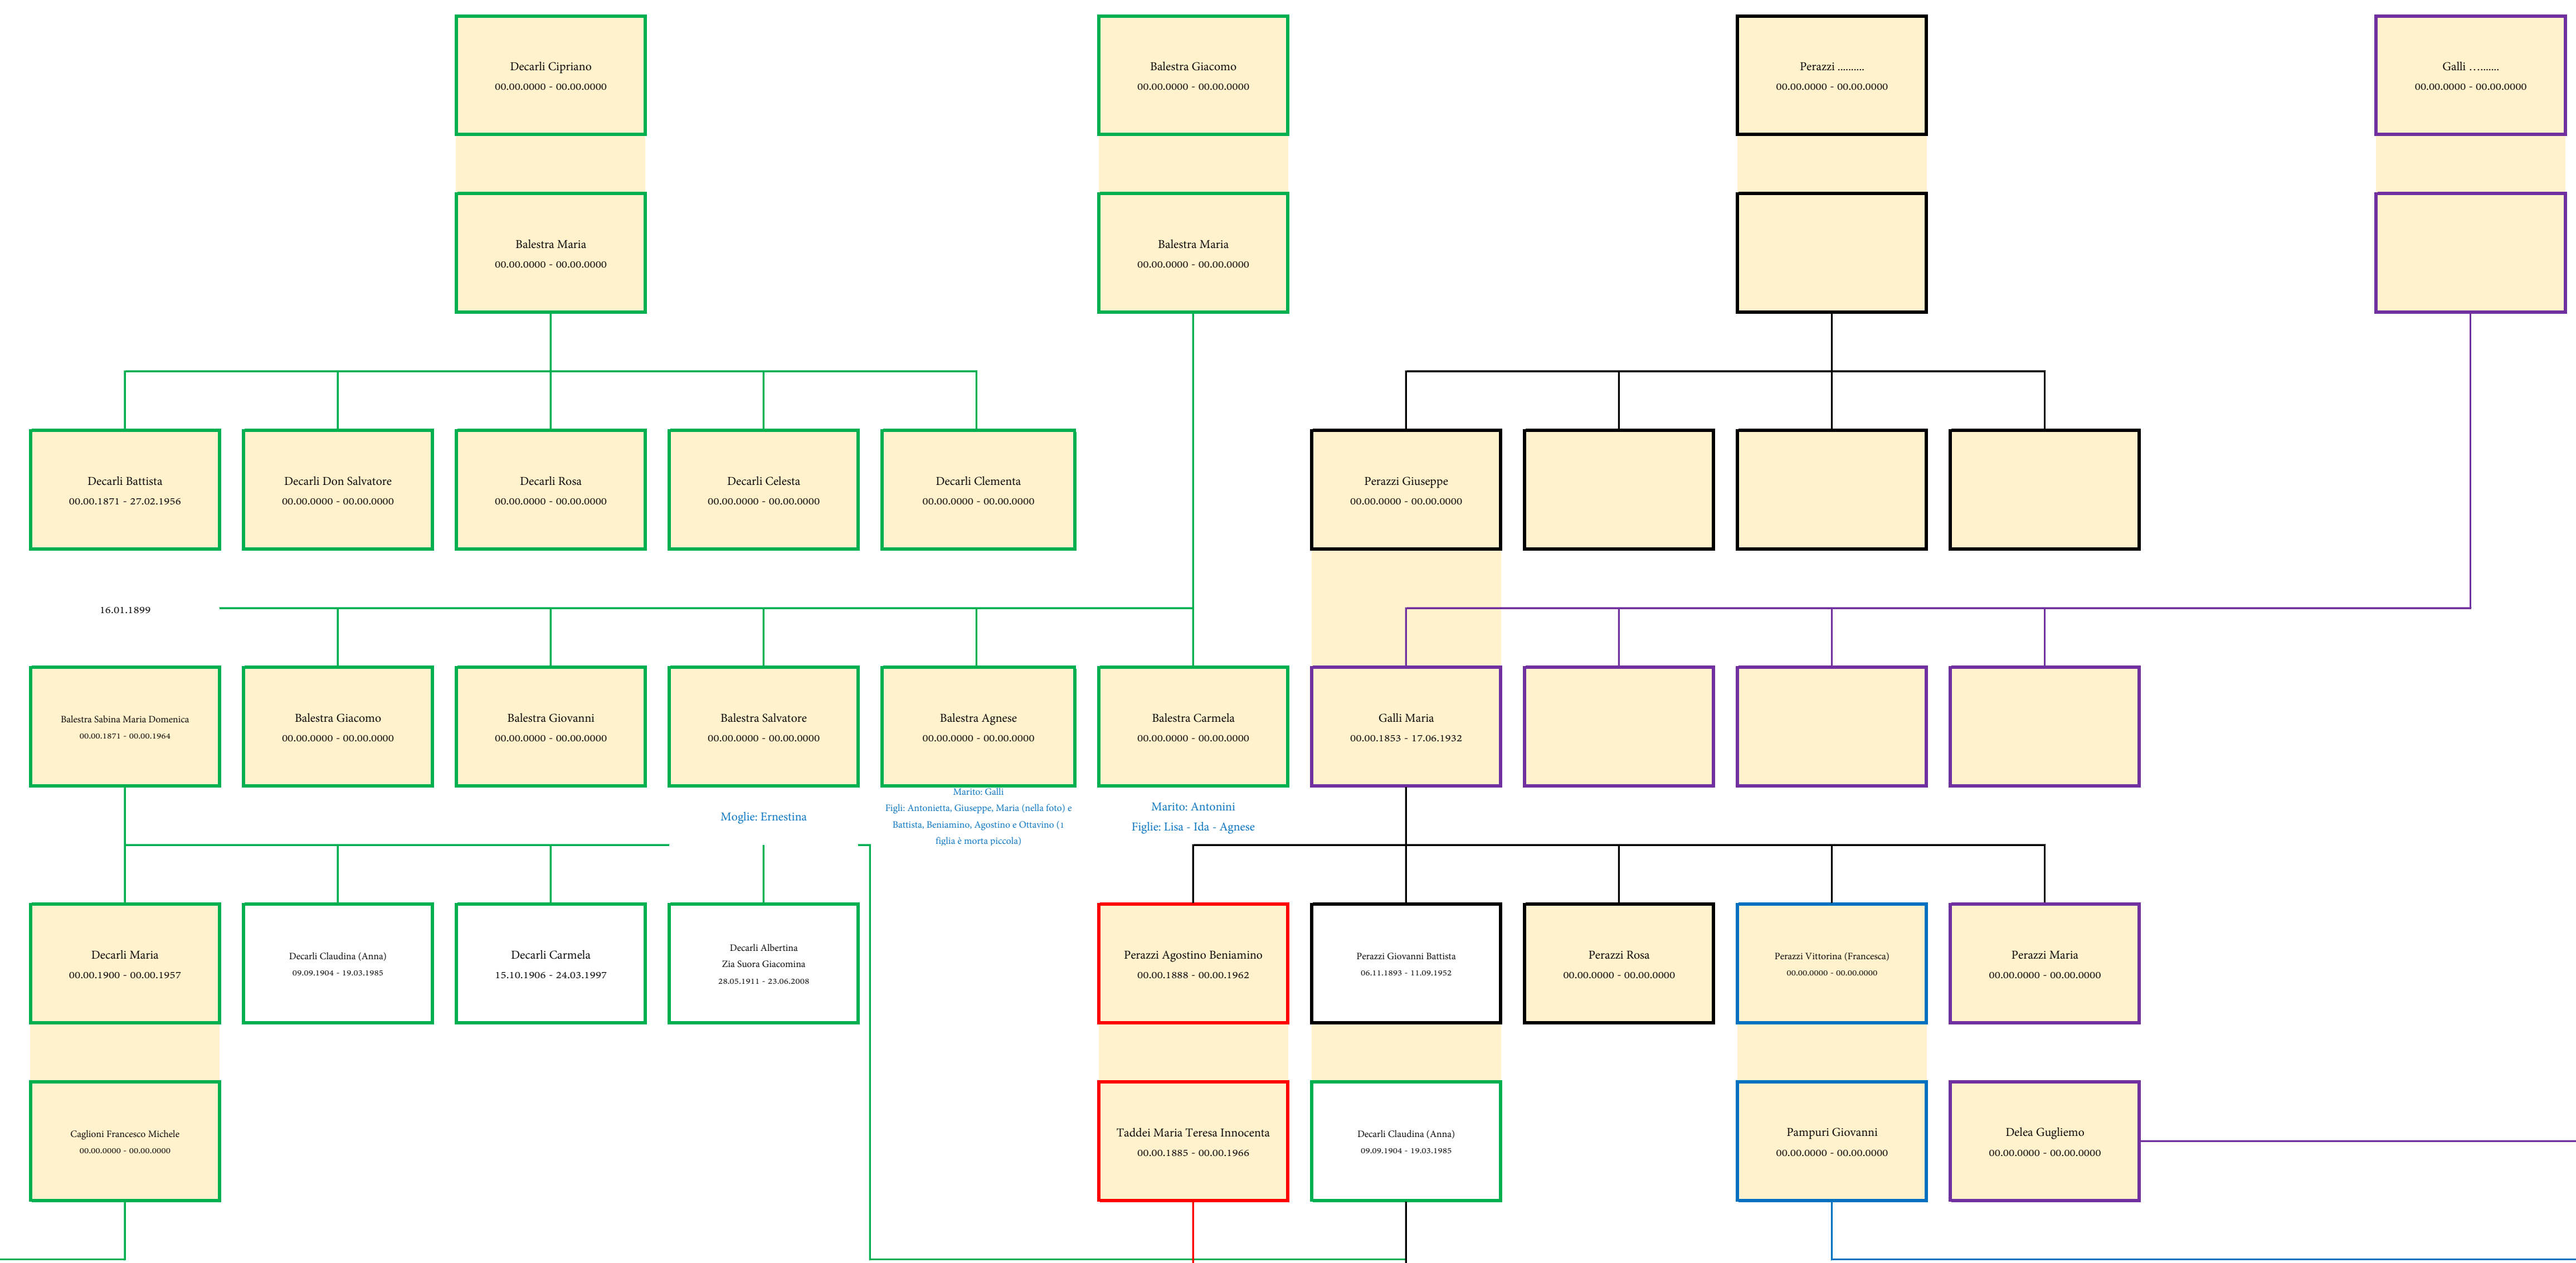 Decarli Cipriano
00.00.0000 - 00.00.0000
Balestra Giacomo
00.00.0000 - 00.00.0000
Perazzi ..........
00.00.0000 - 00.00.0000
Galli ….......
00.00.0000 - 00.00.0000
Balestra Maria
00.00.0000 - 00.00.0000
Balestra Maria
00.00.0000 - 00.00.0000
Decarli Battista
00.00.1871 - 27.02.1956
Decarli Don Salvatore
00.00.0000 - 00.00.0000
Decarli Rosa
00.00.0000 - 00.00.0000
Decarli Celesta
00.00.0000 - 00.00.0000
Decarli Clementa
00.00.0000 - 00.00.0000
Perazzi Giuseppe
00.00.0000 - 00.00.0000
16.01.1899
Balestra Sabina Maria Domenica
00.00.1871 - 00.00.1964
Balestra Giacomo
00.00.0000 - 00.00.0000
Balestra Giovanni
00.00.0000 - 00.00.0000
Balestra Salvatore
00.00.0000 - 00.00.0000
Balestra Agnese
00.00.0000 - 00.00.0000
Balestra Carmela
00.00.0000 - 00.00.0000
Galli Maria
00.00.1853 - 17.06.1932
Moglie: Ernestina
Marito: Galli
Figli: Antonietta, Giuseppe, Maria (nella foto) e
Battista, Beniamino, Agostino e Ottavino (1
figlia è morta piccola)
Marito: Antonini
Figlie: Lisa - Ida - Agnese
Decarli Maria
00.00.1900 - 00.00.1957
Decarli Claudina (Anna)
09.09.1904 - 19.03.1985
Decarli Carmela
15.10.1906 - 24.03.1997
Decarli Albertina
Zia Suora Giacomina
28.05.1911 - 23.06.2008
Perazzi Agostino Beniamino
00.00.1888 - 00.00.1962
Perazzi Giovanni Battista
06.11.1893 - 11.09.1952
Perazzi Rosa
00.00.0000 - 00.00.0000
Perazzi Vittorina (Francesca)
00.00.0000 - 00.00.0000
Perazzi Maria
00.00.0000 - 00.00.0000
Caglioni Francesco Michele
00.00.0000 - 00.00.0000
Taddei Maria Teresa Innocenta
00.00.1885 - 00.00.1966
Decarli Claudina (Anna)
09.09.1904 - 19.03.1985
Pampuri Giovanni
00.00.0000 - 00.00.0000
Delea Gugliemo
00.00.0000 - 00.00.0000